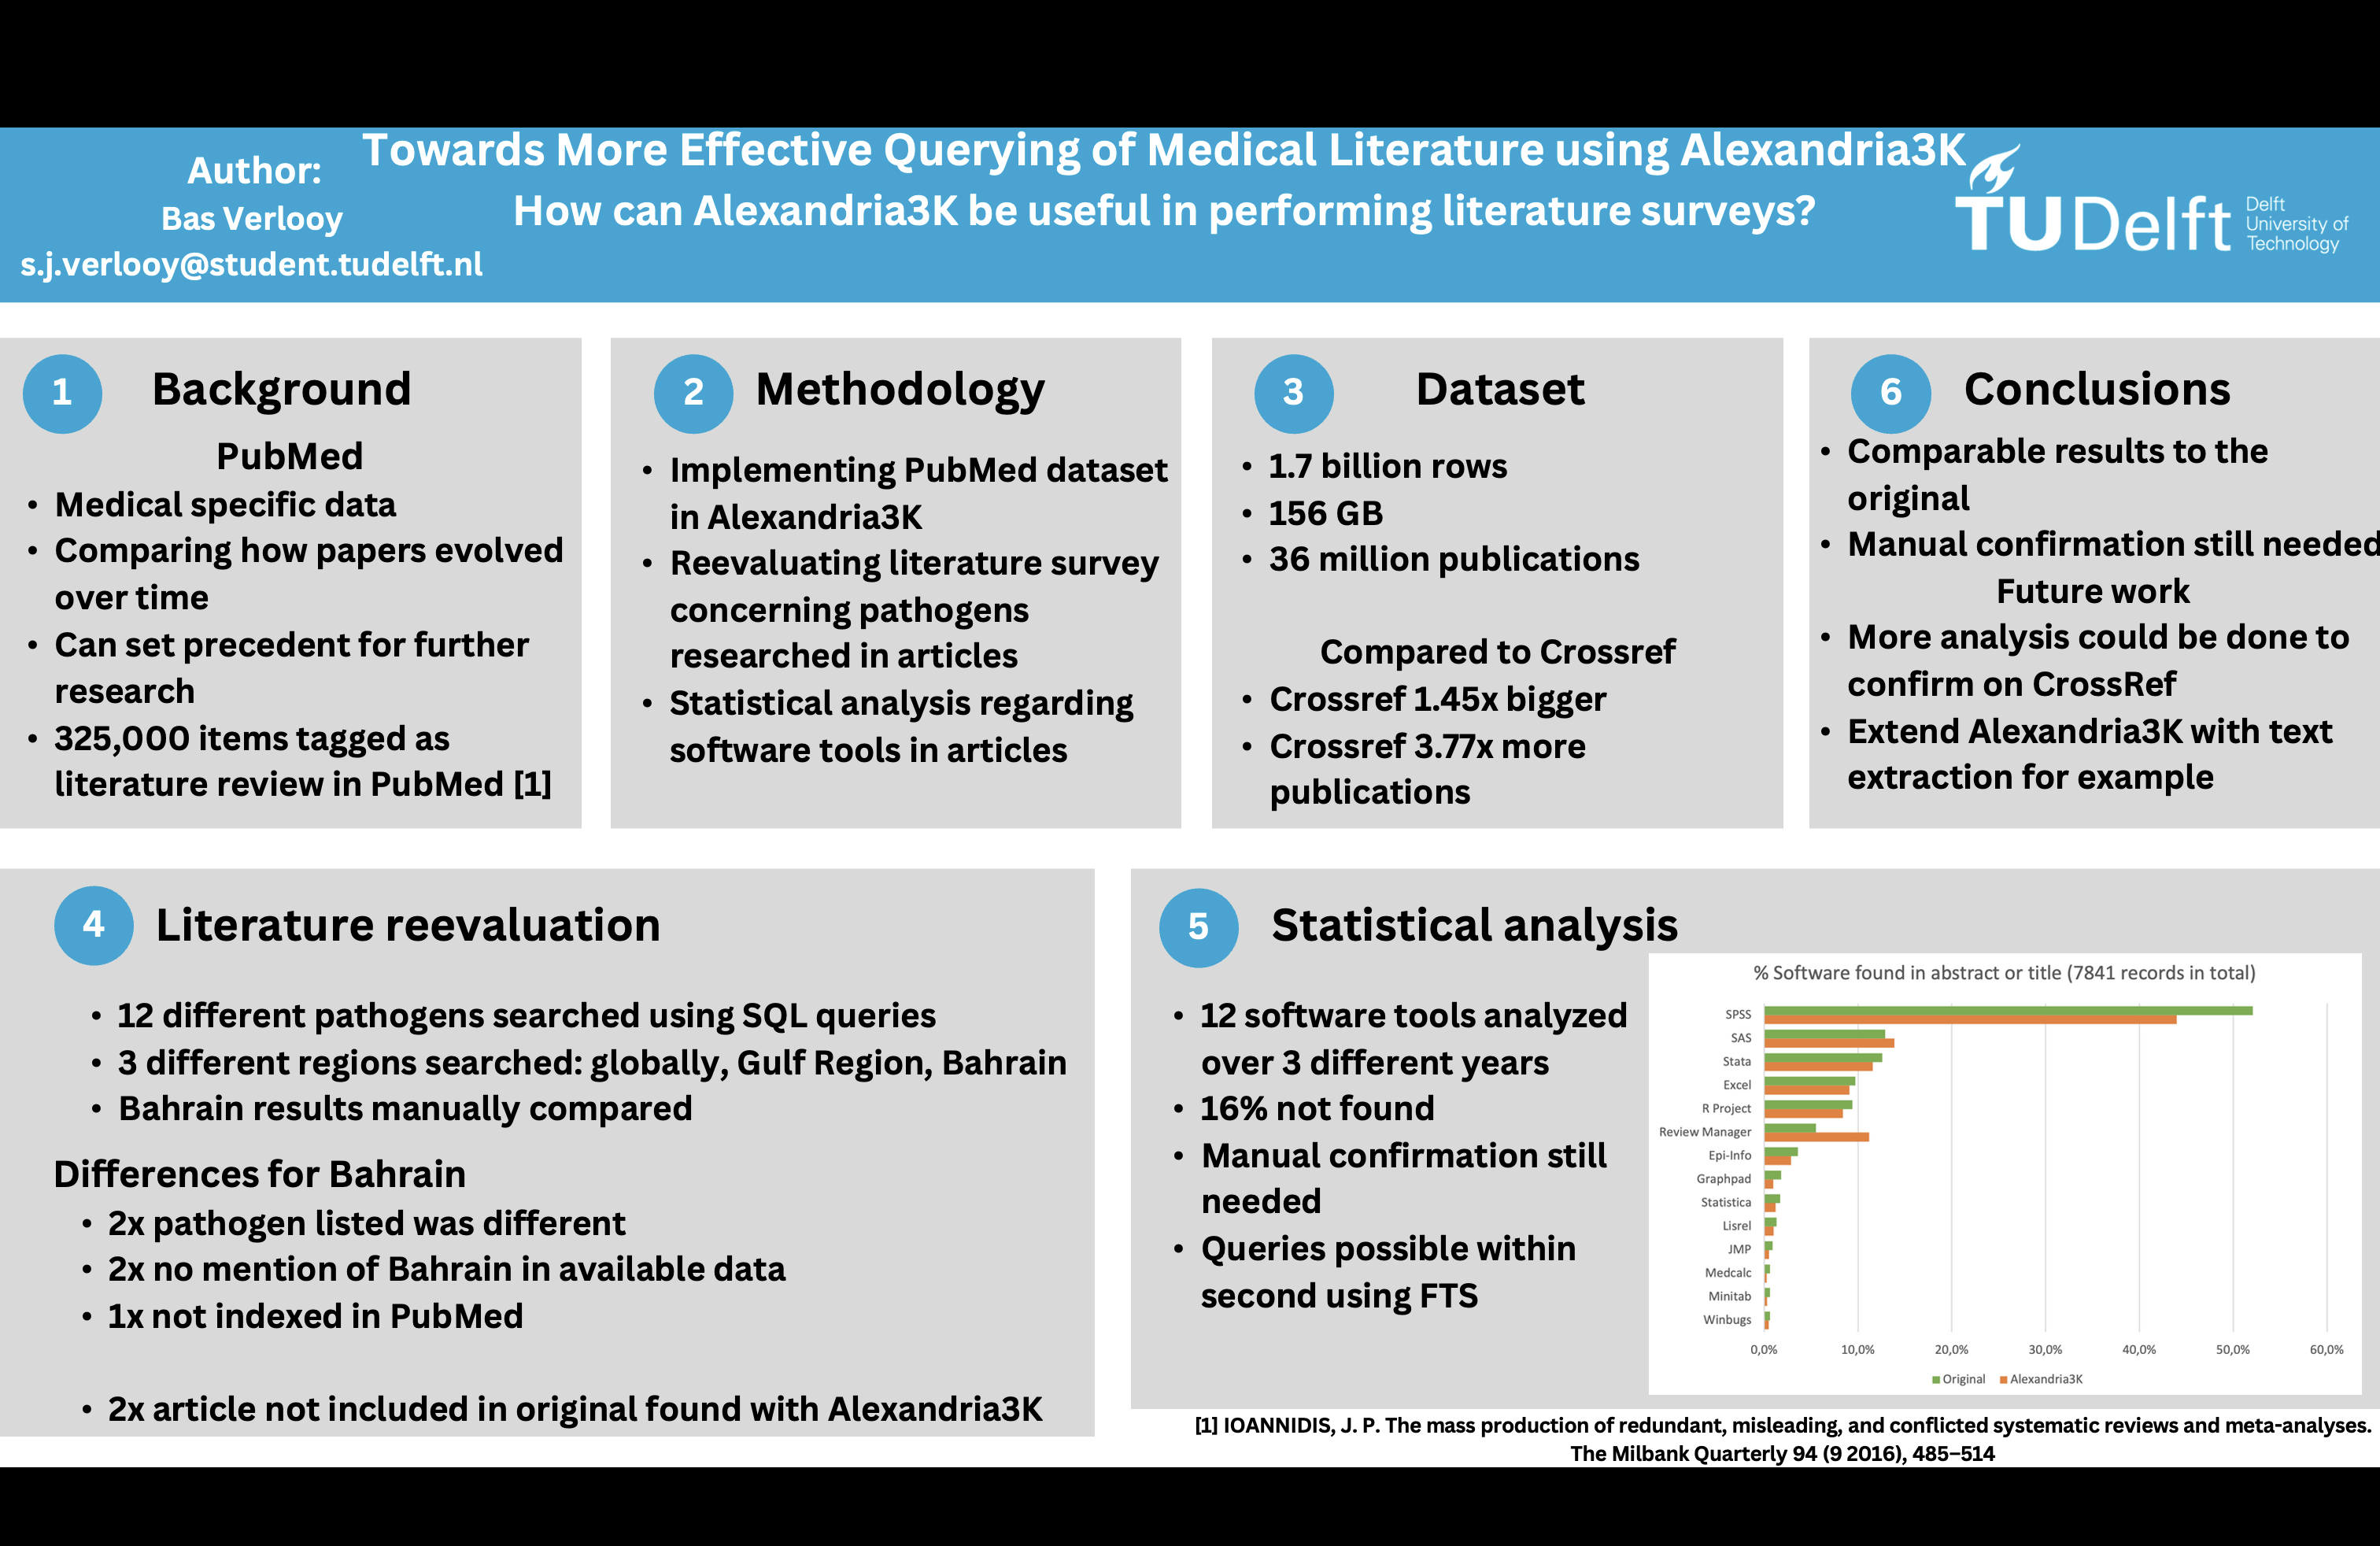 Towards More Effective Querying of Medical Literature using Alexandria3K
How can Alexandria3K be useful in performing literature surveys?
Author:
Bas Verlooy
s.j.verlooy@student.tudelft.nl
TUDelft
Delft
University of
Technology
1
Background
PubMed
• Medical specific data
• Comparing how papers evolved
over time
• Can set precedent for further
research
• 325,000 items tagged as
literature review in PubMed [1]
2
Methodology
• Implementing PubMed dataset
in Alexandria3K
• Reevaluating literature survey
concerning pathogens
researched in articles
• Statistical analysis regarding
software tools in articles
3
Dataset
• 1.7 billion rows
• 156 GB
• 36 million publications
Compared to Crossref
• Crossref 1.45x bigger
• Crossref 3.77x more
publications
6
Conclusions
• Comparable results to the
original
• Manual confirmation still needed
Future work
• More analysis could be done to
confirm on CrossRef
• Extend Alexandria3K with text
extraction for example
4
Literature reevaluation
• 12 different pathogens searched using SQL queries
• 3 different regions searched: globally, Gulf Region, Bahrain
• Bahrain results manually compared
Differences for Bahrain
• 2x pathogen listed was different
• 2x no mention of Bahrain in available data
• 1x not indexed in PubMed
• 2x article not included in original found with Alexandria3K
5
Statistical analysis
• 12 software tools analyzed
over 3 different years
• 16% not found
• Manual confirmation still
needed
• Queries possible within
second using FTS
% Software found in abstract or title (7841 records in total)
SPSS
SAS
Stata
Excel
R Project
Review Manager
Epi-Info
Graphpad
Statistica
Lisrel
JMP
Medcalc
Minitab
Winbugs
0,0% 10,0% 20,0% 30,0% 40,0% 50,0% 60,0%
Original Alexandria3K
[1] IOANNIDIS, J. P. The mass production of redundant, misleading, and conflicted systematic reviews and meta-analyses.
The Milbank Quarterly 94 (9 2016), 485–514